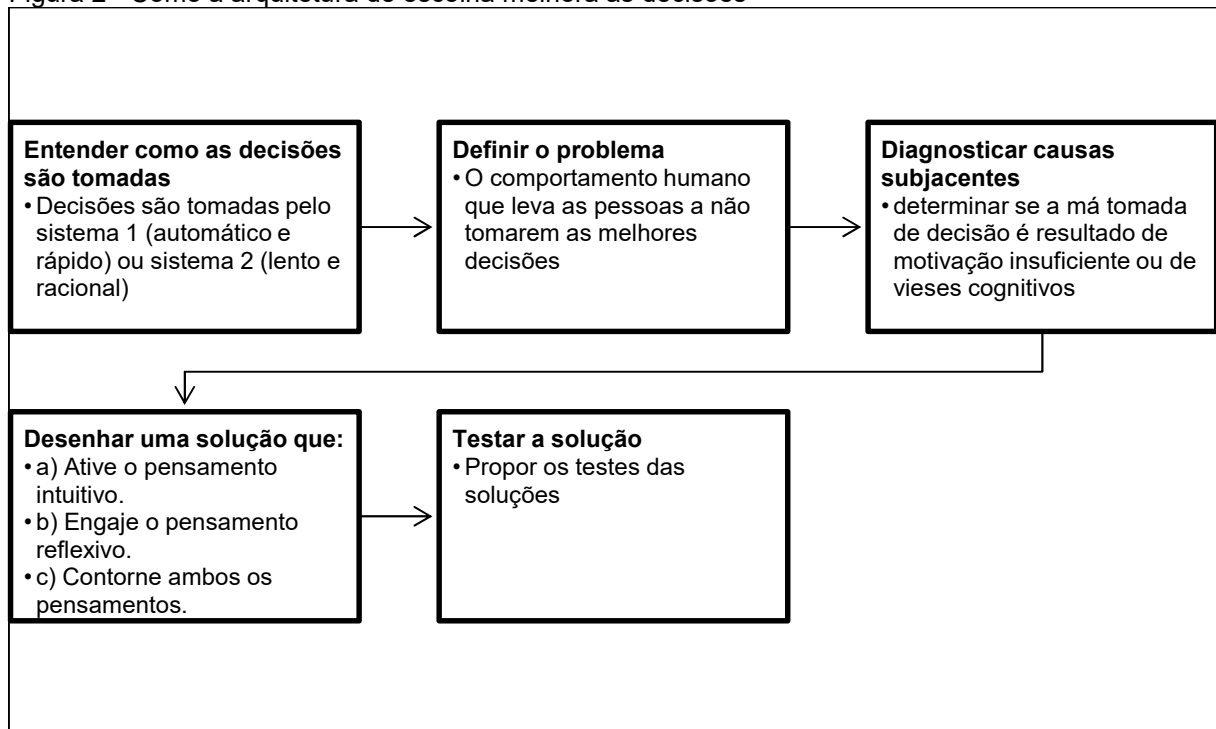 Figura 2 - Como a arquitetura de escolha melhora as decisões
Entender como as decisões
são tomadas
• Decisões são tomadas pelo
sistema 1 (automático e
rápido) ou sistema 2 (lento e
racional)
Definir o problema
• O comportamento humano
que leva as pessoas a não
tomarem as melhores
decisões
Diagnosticar causas
subjacentes
• determinar se a má tomada
de decisão é resultado de
motivação insuficiente ou de
vieses cognitivos
Desenhar uma solução que:
• a) Ative o pensamento
intuitivo.
• b) Engaje o pensamento
reflexivo.
• c) Contorne ambos os
pensamentos.
Testar a solução
• Propor os testes das
soluções